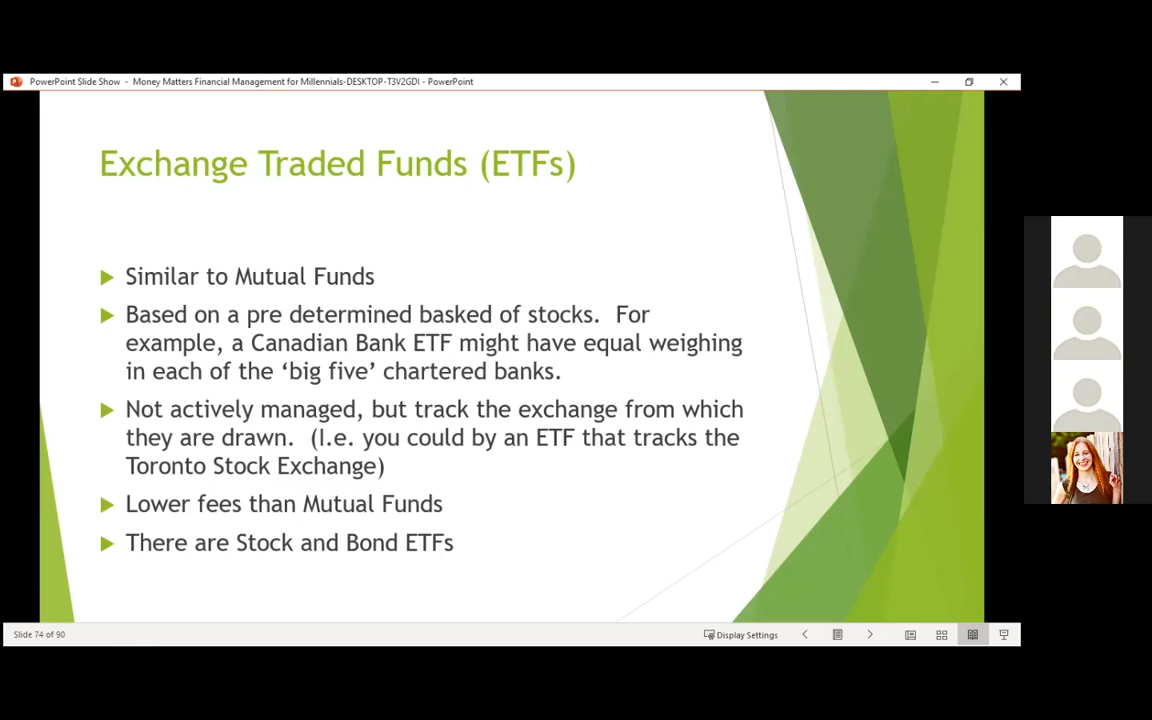 PowerPoint Slide Show - Money Matters Financial Management for Millennials-DESKTOP-T3V2GDI - PowerPoint
Exchange Traded Funds (ETFs)
Similar to Mutual Funds
Based on a pre determined basked of stocks. For
example, a Canadian Bank ETF might have equal weighing
in each of the ‘big five’ chartered banks.
Not actively managed, but track the exchange from which
they are drawn. (I.e. you could by an ETF that tracks the
Toronto Stock Exchange)
Lower fees than Mutual Funds
There are Stock and Bond ETFs
Slide 74 of 90
Display Settings